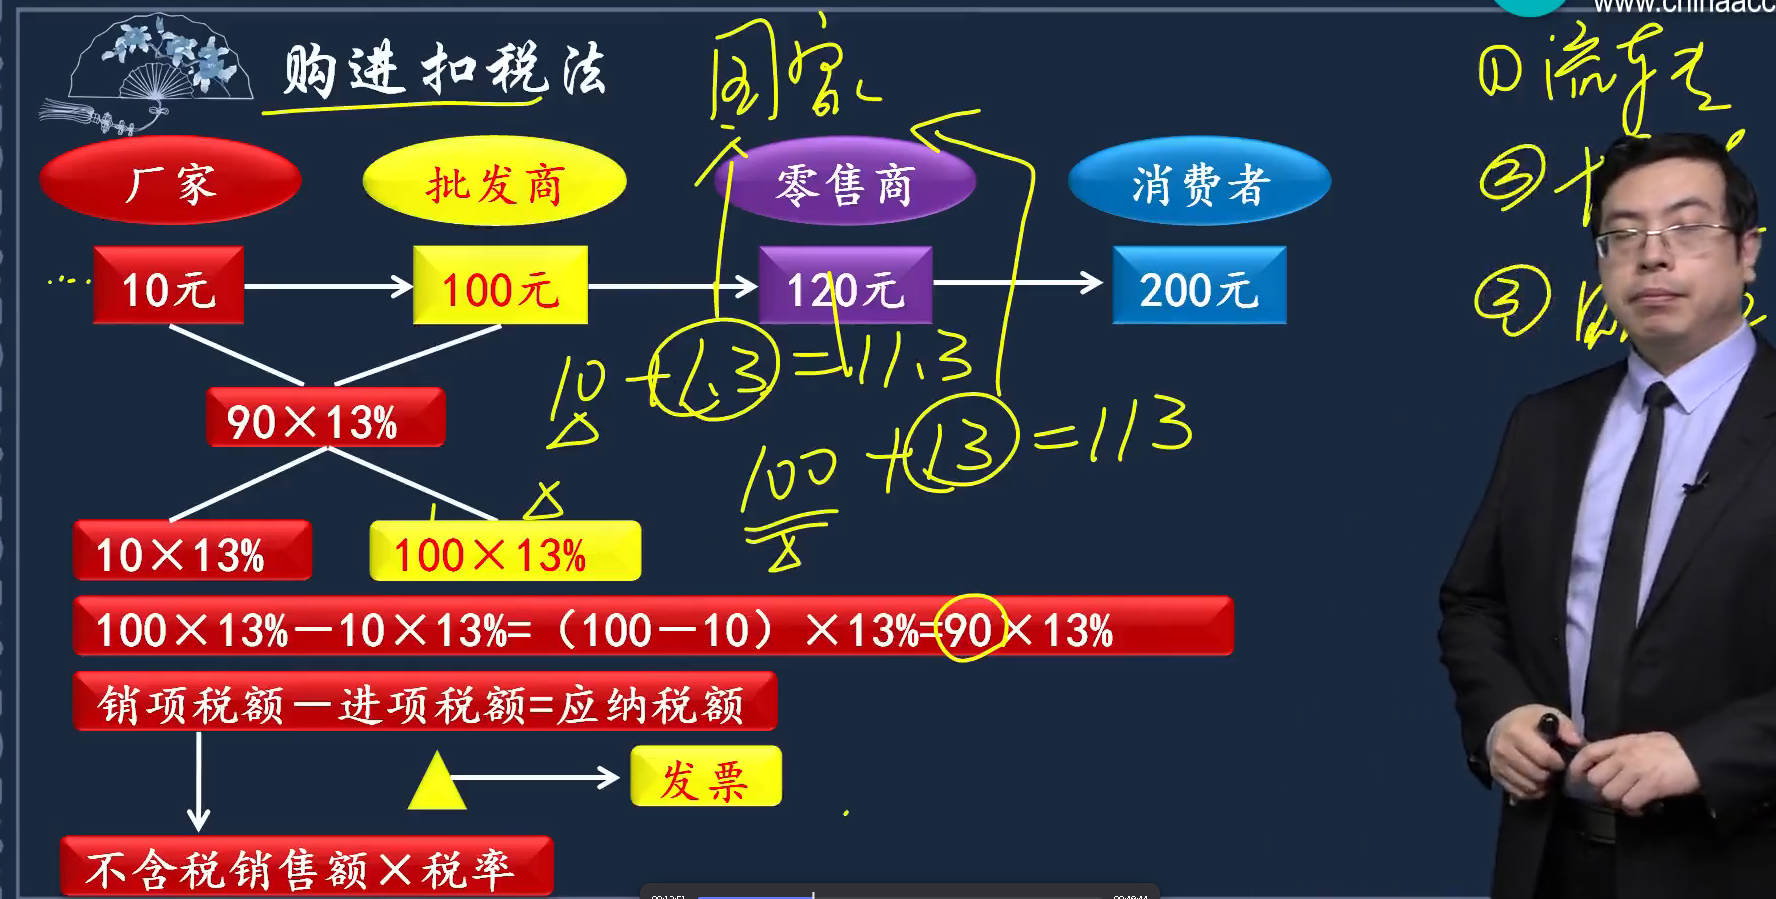 www.chinaacc
购进扣税法
国家
①流转
②
③
厂家
批发商
零售商
消费者
10元
100元
120元
200元
10+1.3=11.3
90×13%
100+13=113
10×13%
100×13%
100×13%－10×13%=（100－10）×13%=90×13%
销项税额－进项税额=应纳税额
发票
不含税销售额×税率